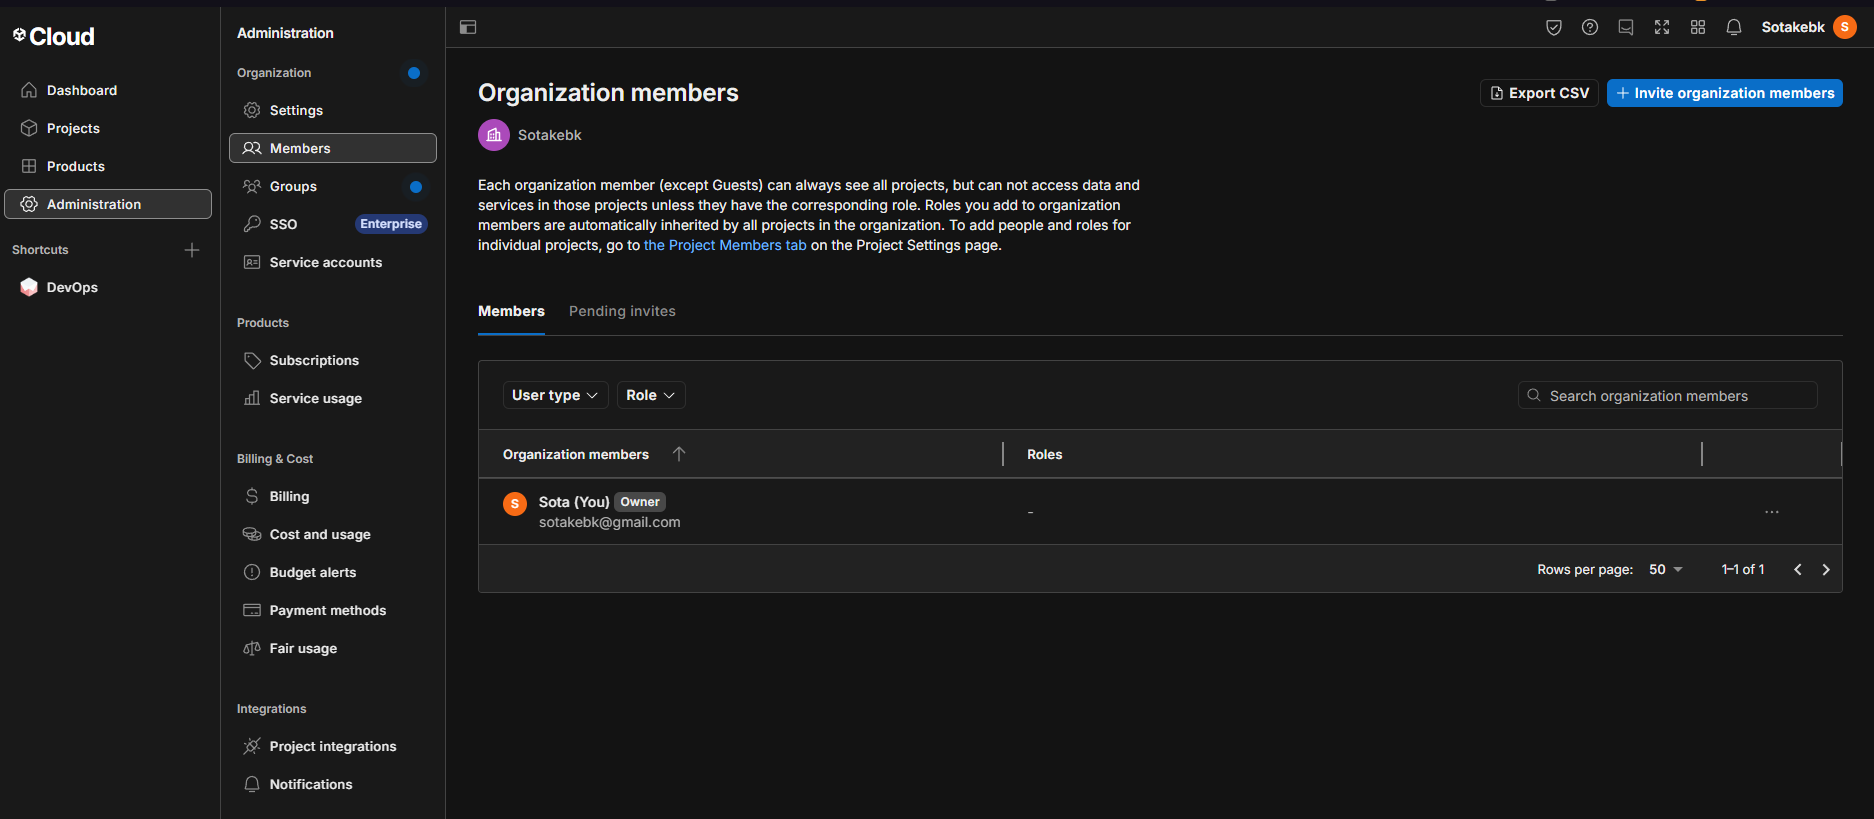 Cloud
Dashboard
Projects
Products
Administration
Shortcuts
DevOps
Administration
Organization
Settings
Members
Groups
SSO Enterprise
Service accounts
Products
Subscriptions
Service usage
Billing & Cost
Billing
Cost and usage
Budget alerts
Payment methods
Fair usage
Integrations
Project integrations
Notifications
Sotakebk S
Organization members
Export CSV
Invite organization members
Sotakebk
Each organization member (except Guests) can always see all projects, but can not access data and
services in those projects unless they have the corresponding role. Roles you add to organization
members are automatically inherited by all projects in the organization. To add people and roles for
individual projects, go to the Project Members tab on the Project Settings page.
Members Pending invites
User type Role Search organization members
Organization members Roles
S Sota (You) Owner
sotakebk@gmail.com
-
Rows per page: 50 1–1 of 1